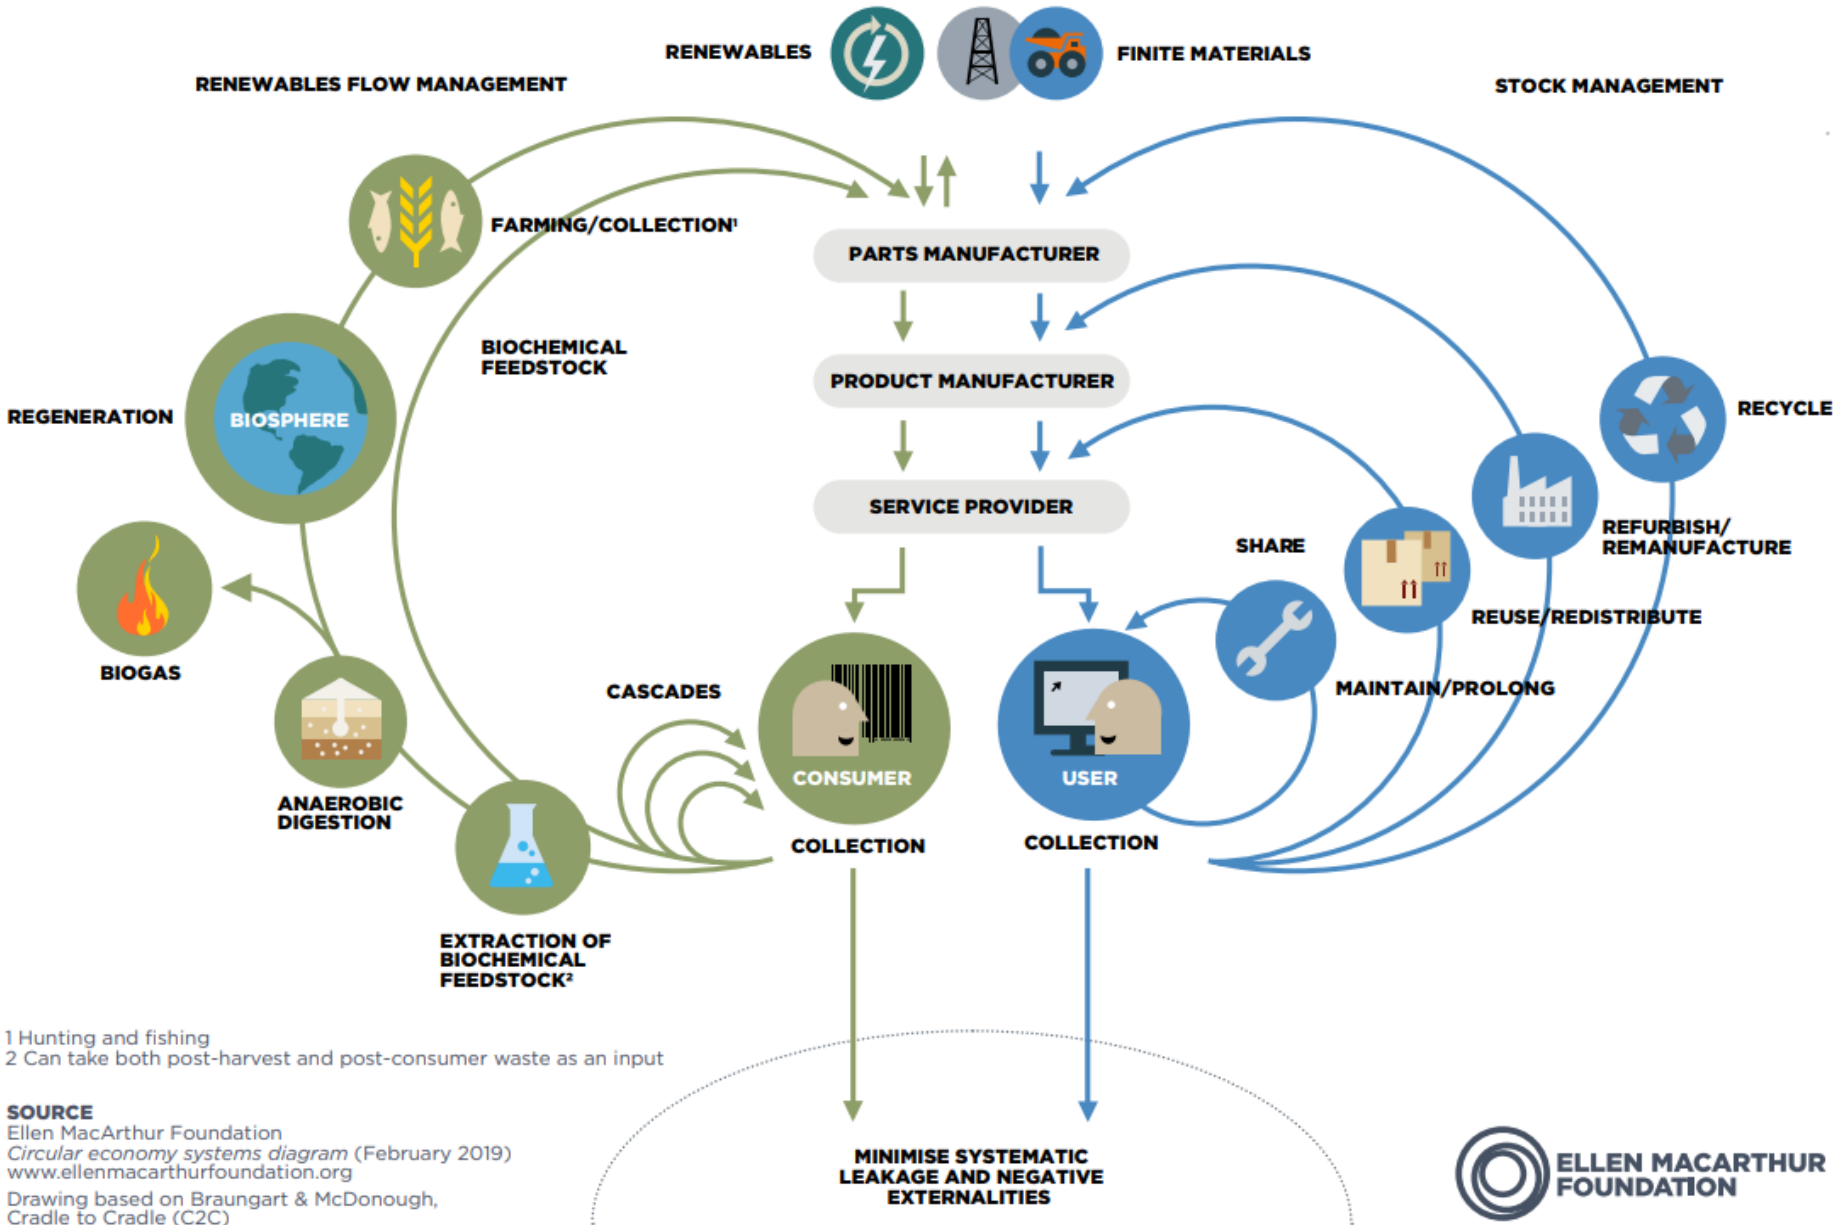 RENEWABLES
FINITE MATERIALS
RENEWABLES FLOW MANAGEMENT
STOCK MANAGEMENT
FARMING/COLLECTION¹
PARTS MANUFACTURER
BIOCHEMICAL
FEEDSTOCK
PRODUCT MANUFACTURER
REGENERATION
BIOSPHERE
RECYCLE
SERVICE PROVIDER
SHARE
REFURBISH/
REMANUFACTURE
REUSE/REDISTRIBUTE
BIOGAS
CASCADES
MAINTAIN/PROLONG
CONSUMER
USER
ANAEROBIC
DIGESTION
COLLECTION
COLLECTION
EXTRACTION OF
BIOCHEMICAL
FEEDSTOCK²
1 Hunting and fishing
2 Can take both post-harvest and post-consumer waste as an input
SOURCE
Ellen MacArthur Foundation
Circular economy systems diagram (February 2019)
www.ellenmacarthurfoundation.org
Drawing based on Braungart & McDonough,
Cradle to Cradle (C2C)
MINIMISE SYSTEMATIC
LEAKAGE AND NEGATIVE
EXTERNALITIES
ELLEN MACARTHUR
FOUNDATION